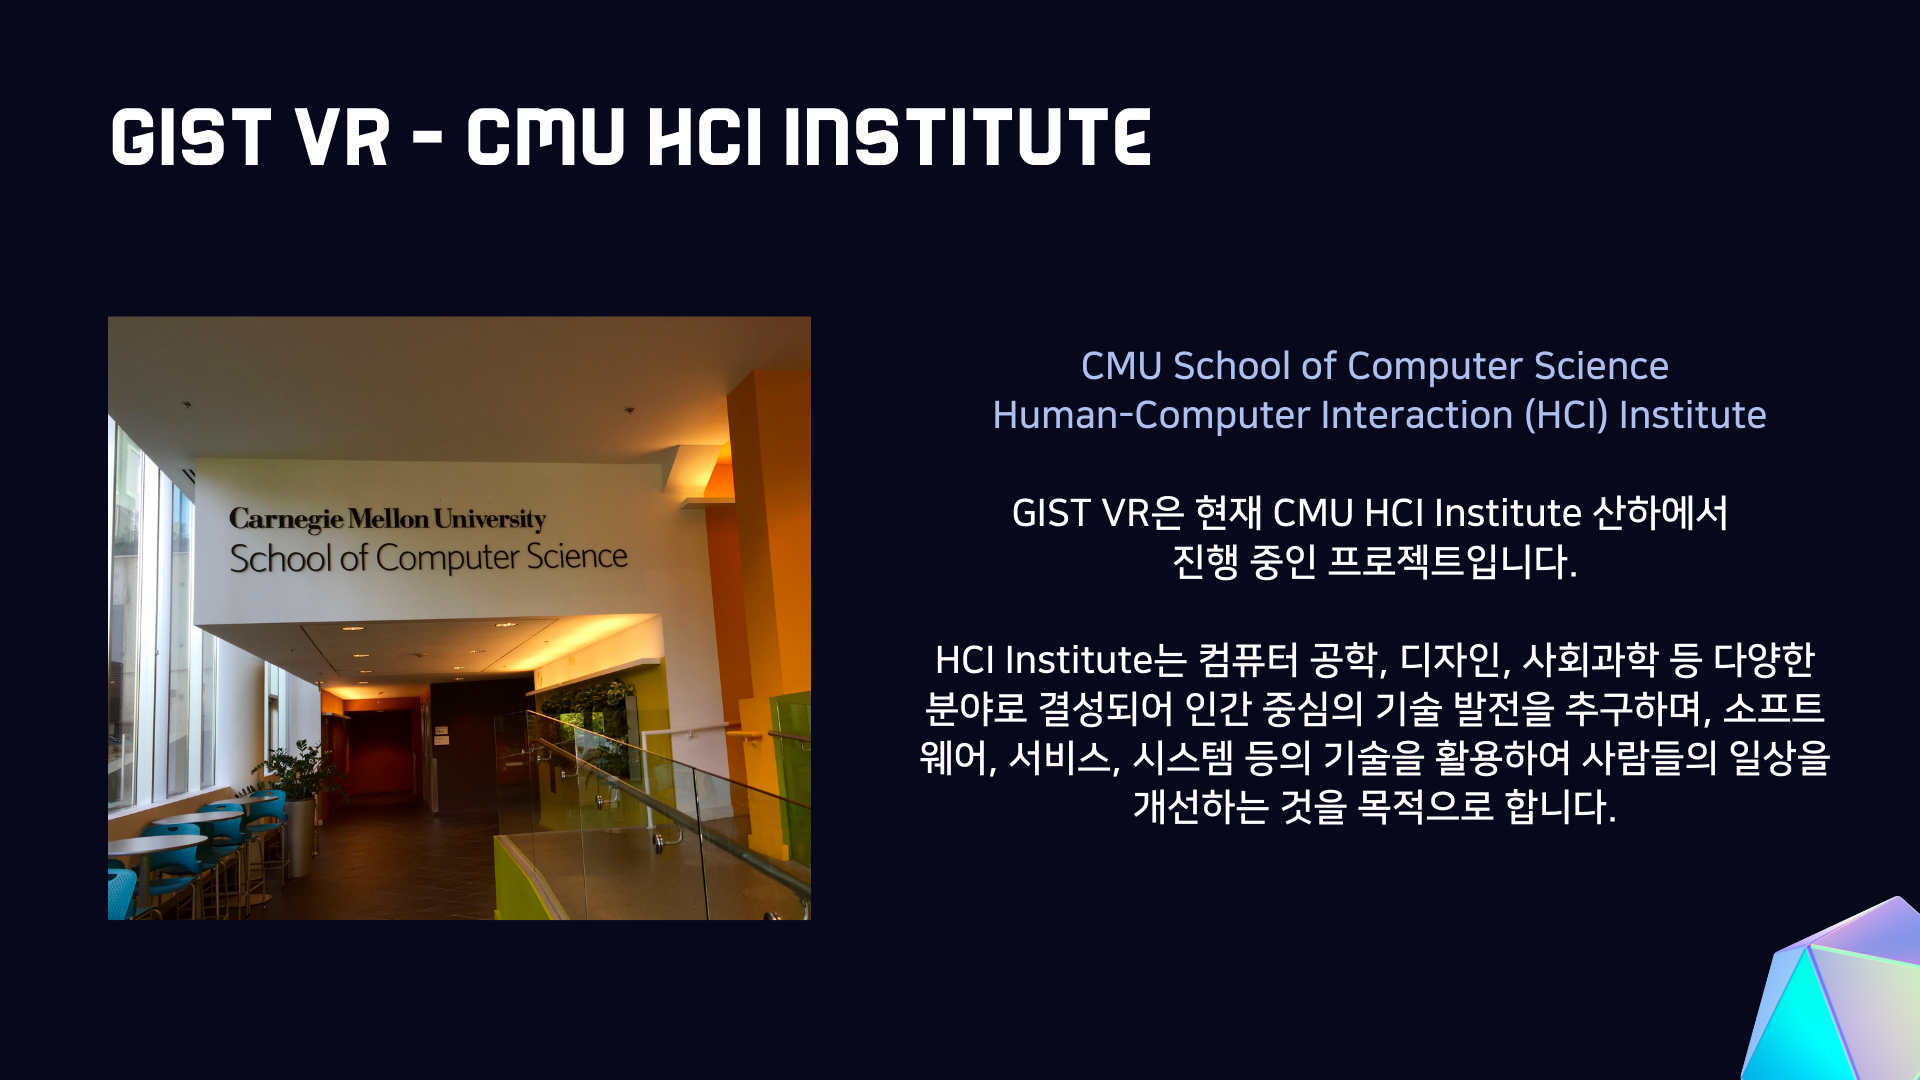 GIST VR - CMU HCI INSTITUTE
Carnegie Mellon University
School of Computer Science
CMU School of Computer Science
Human-Computer Interaction (HCI) Institute
GIST VR은 현재 CMU HCI Institute 산하에서
진행 중인 프로젝트입니다.
HCI Institute는 컴퓨터 공학, 디자인, 사회과학 등 다양한
분야로 결성되어 인간 중심의 기술 발전을 추구하며, 소프트
웨어, 서비스, 시스템 등의 기술을 활용하여 사람들의 일상을
개선하는 것을 목적으로 합니다.